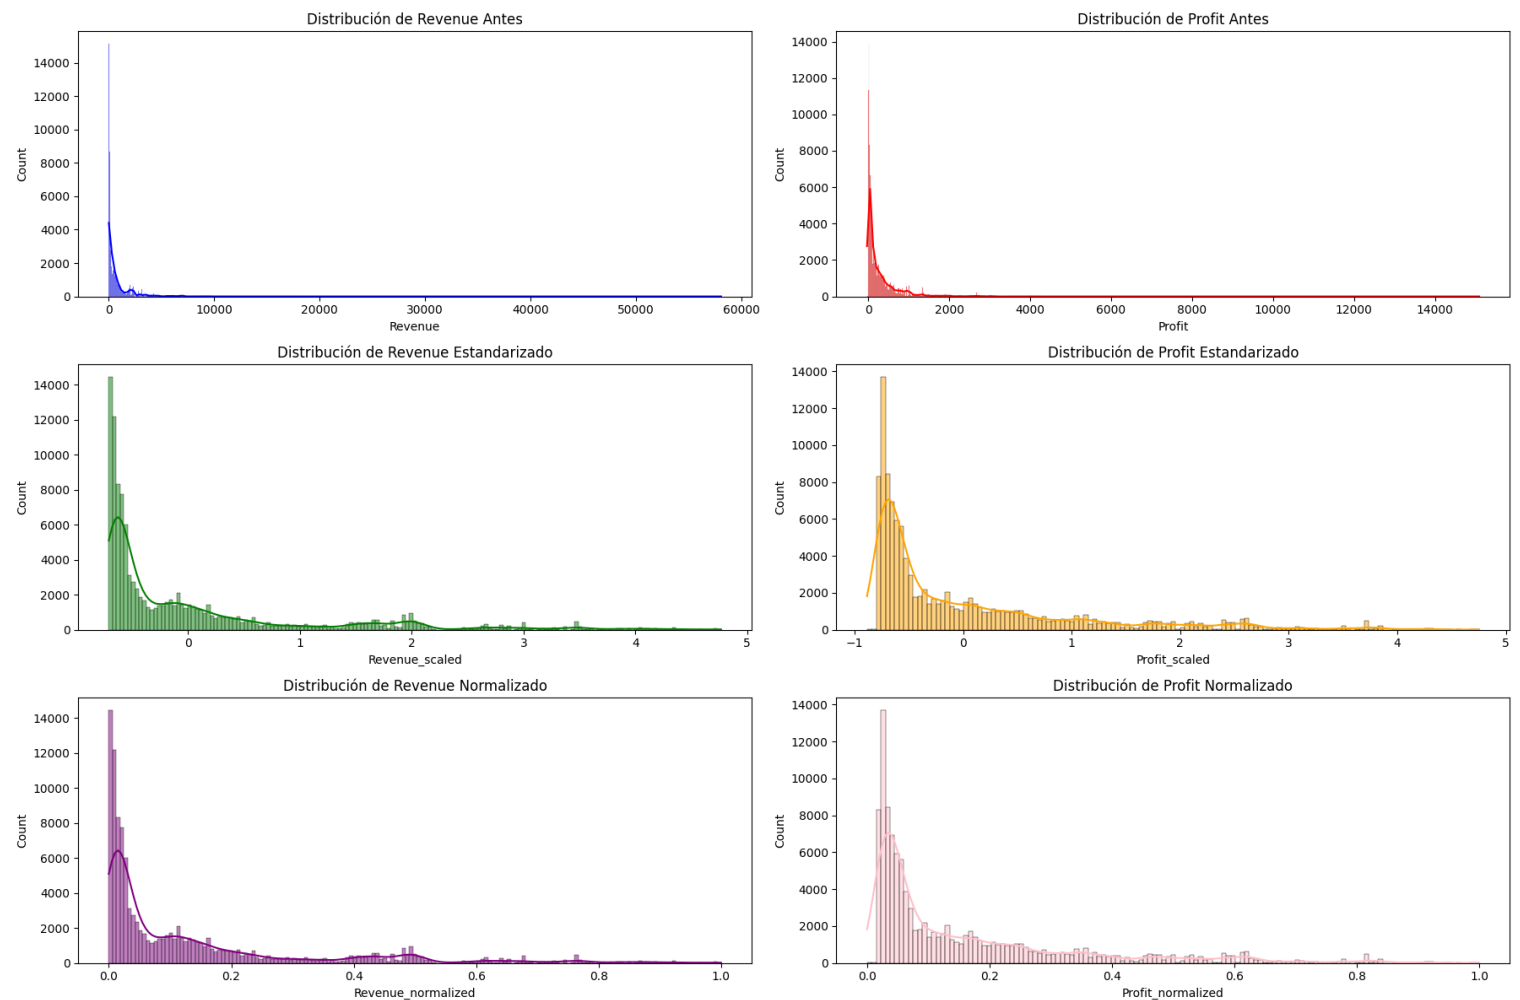 Distribución de Revenue Antes
Count
14000
12000
10000
8000
6000
4000
2000
0
0 10000 20000 30000 40000 50000 60000
Revenue
Distribución de Profit Antes
Count
14000
12000
10000
8000
6000
4000
2000
0
0 2000 4000 6000 8000 10000 12000 14000
Profit
Distribución de Revenue Estandarizado
Count
14000
12000
10000
8000
6000
4000
2000
0
0 1 2 3 4 5
Revenue_scaled
Distribución de Profit Estandarizado
Count
14000
12000
10000
8000
6000
4000
2000
0
−1 0 1 2 3 4 5
Profit_scaled
Distribución de Revenue Normalizado
Count
14000
12000
10000
8000
6000
4000
2000
0
0.0 0.2 0.4 0.6 0.8 1.0
Revenue_normalized
Distribución de Profit Normalizado
Count
14000
12000
10000
8000
6000
4000
2000
0
0.0 0.2 0.4 0.6 0.8 1.0
Profit_normalized